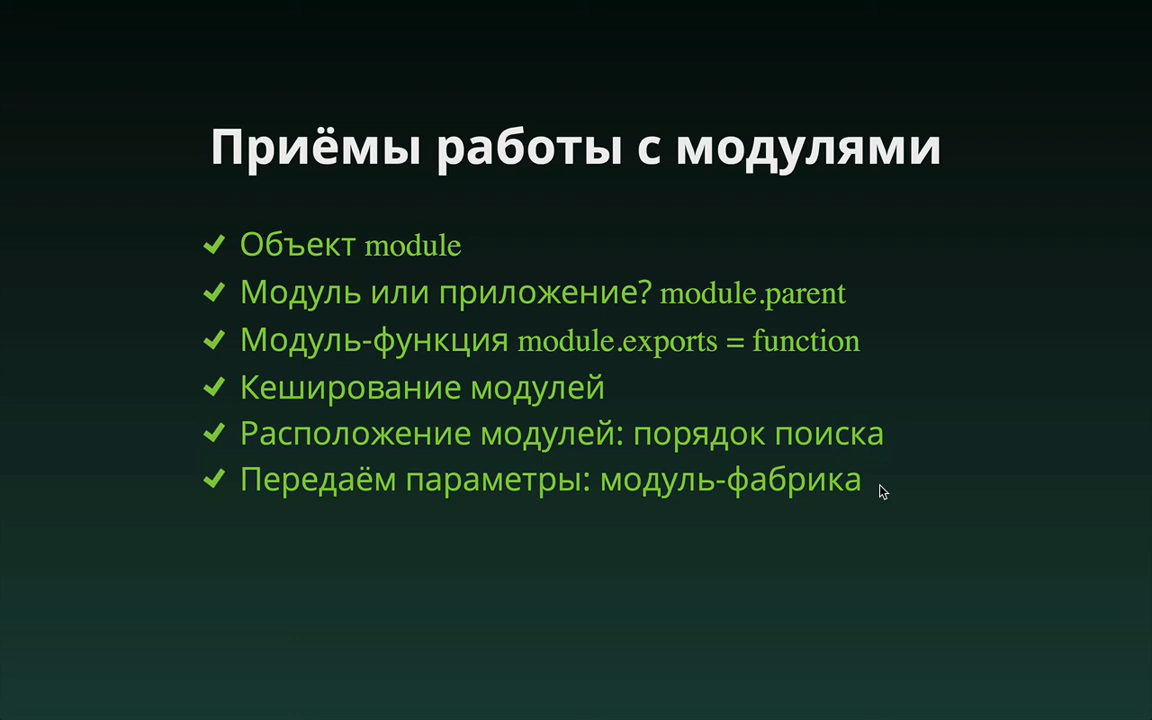 Приёмы работы с модулями
Объект module
Модуль или приложение? module.parent
Модуль-функция module.exports = function
Кеширование модулей
Расположение модулей: порядок поиска
Передаём параметры: модуль-фабрика